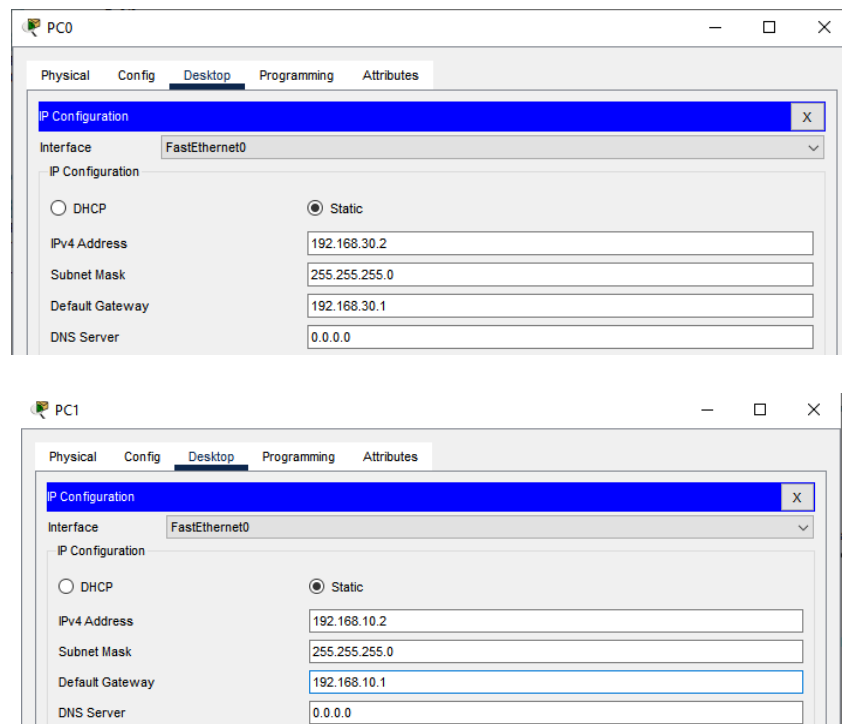 PC0
Physical Config Desktop Programming Attributes
IP Configuration X
Interface FastEthernet0
IP Configuration
DHCP Static
IPv4 Address 192.168.30.2
Subnet Mask 255.255.255.0
Default Gateway 192.168.30.1
DNS Server 0.0.0.0
PC1
Physical Config Desktop Programming Attributes
IP Configuration X
Interface FastEthernet0
IP Configuration
DHCP Static
IPv4 Address 192.168.10.2
Subnet Mask 255.255.255.0
Default Gateway 192.168.10.1
DNS Server 0.0.0.0